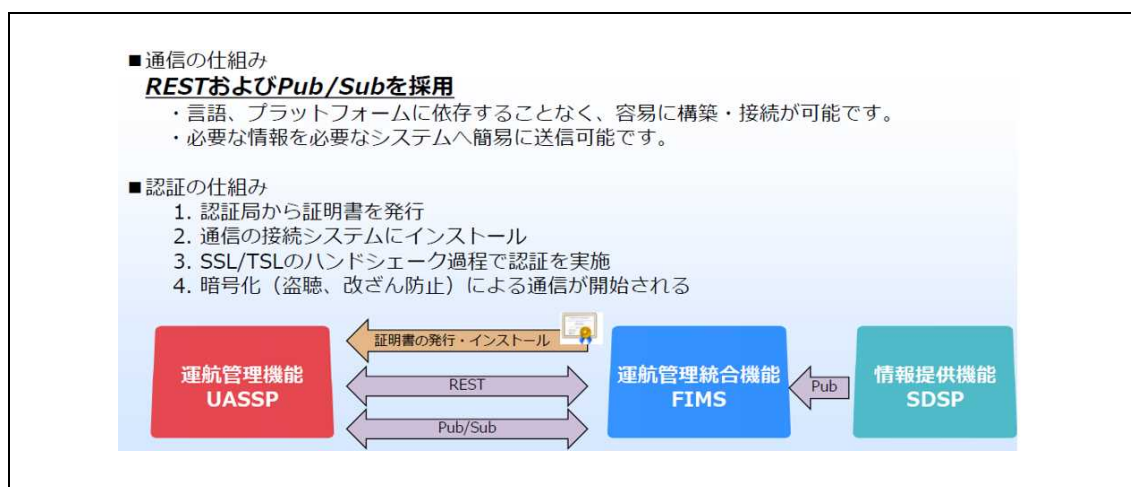 ■通信の仕組み
RESTおよびPub/Subを採用
・言語、プラットフォームに依存することなく、容易に構築・接続が可能です。
・必要な情報を必要なシステムへ簡易に送信可能です。
■認証の仕組み
1. 認証局から証明書を発行
2. 通信の接続システムにインストール
3. SSL/TSLのハンドシェーク過程で認証を実施
4. 暗号化（盗聴、改ざん防止）による通信が開始される
証明書の発行・インストール
運航管理機能
UASSP
REST
Pub/Sub
運航管理統合機能
FIMS
Pub
情報提供機能
SDSP